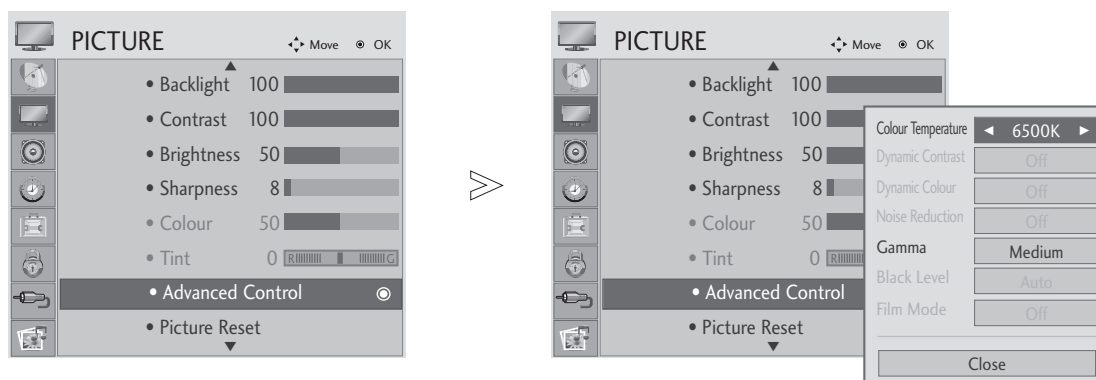 PICTURE
Move OK
• Backlight 100
• Contrast 100
• Brightness 50
• Sharpness 8
• Colour 50
• Tint 0 R G
• Advanced Control
• Picture Reset
PICTURE
Move OK
• Backlight 100
• Contrast 100
• Brightness 50
• Sharpness 8
• Colour 50
• Tint 0 R
• Advanced Control
• Picture Reset
Colour Temperature ◄ 6500K ►
Dynamic Contrast Off
Dynamic Colour Off
Noise Reduction Off
Gamma Medium
Black Level Auto
Film Mode Off
Close